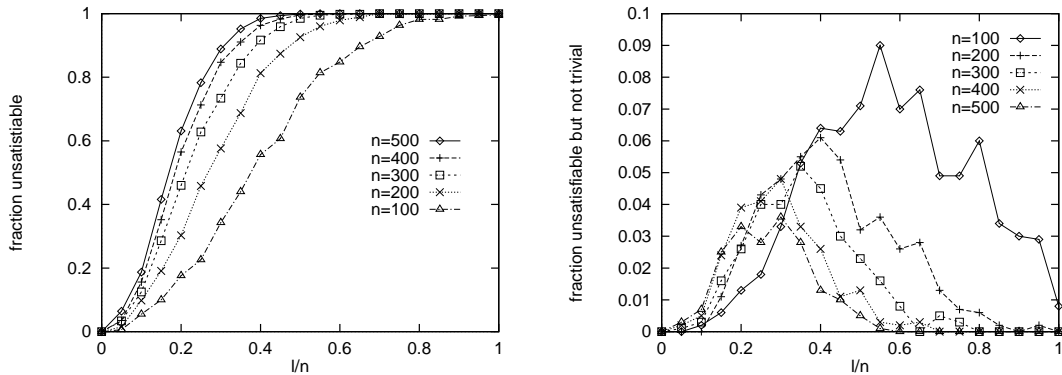 fraction unsatistiable
1
0.8
0.6
0.4
0.2
0
0
0.2
0.4
0.6
0.8
1
l/n
n=500
n=400
n=300
n=200
n=100
fraction unsatisfiable but not trivial
0.1
0.09
0.08
0.07
0.06
0.05
0.04
0.03
0.02
0.01
0
0
0.2
0.4
0.6
0.8
1
l/n
n=100
n=200
n=300
n=400
n=500